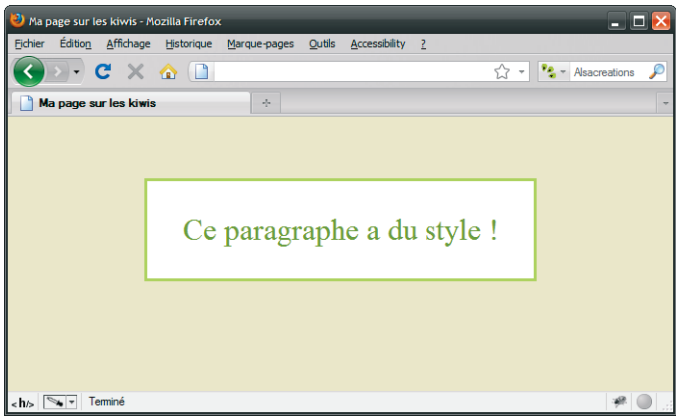 Ma page sur les kiwis - Mozilla Firefox
Fichier Édition Affichage Historique Marque-pages Outils Accessibility ?
Alsacreations
Ma page sur les kiwis
Ce paragraphe a du style !
<h/> Terminé